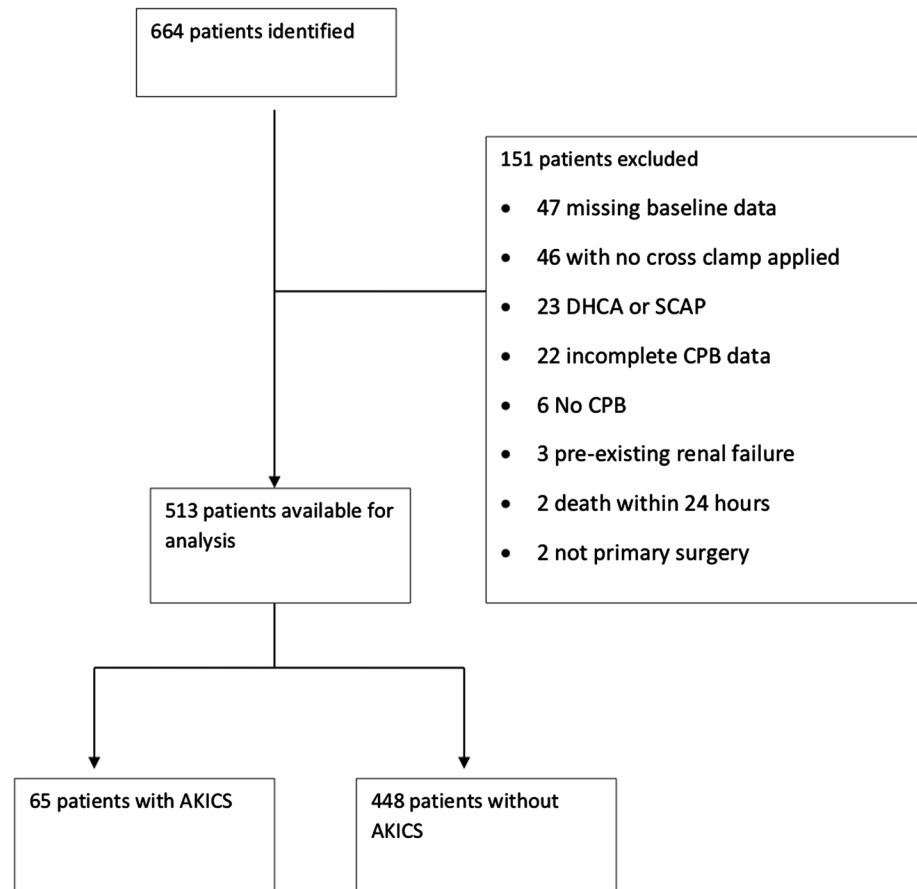 664 patients identified
151 patients excluded
• 47 missing baseline data
• 46 with no cross clamp applied
• 23 DHCA or SCAP
• 22 incomplete CPB data
• 6 No CPB
• 3 pre-existing renal failure
• 2 death within 24 hours
• 2 not primary surgery
513 patients available for
analysis
65 patients with AKICS
448 patients without
AKICS